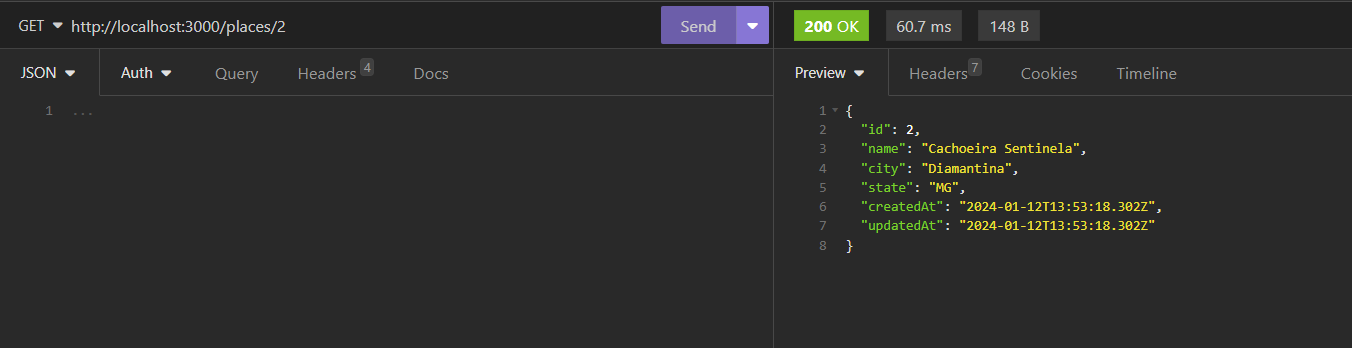 GET http://localhost:3000/places/2 Send 200 OK 60.7 ms 148 B
JSON Auth Query Headers 4 Docs Preview Headers 7 Cookies Timeline
1 ...
1 {
2 "id": 2,
3 "name": "Cachoeira Sentinela",
4 "city": "Diamantina",
5 "state": "MG",
6 "createdAt": "2024-01-12T13:53:18.302Z",
7 "updatedAt": "2024-01-12T13:53:18.302Z"
8 }